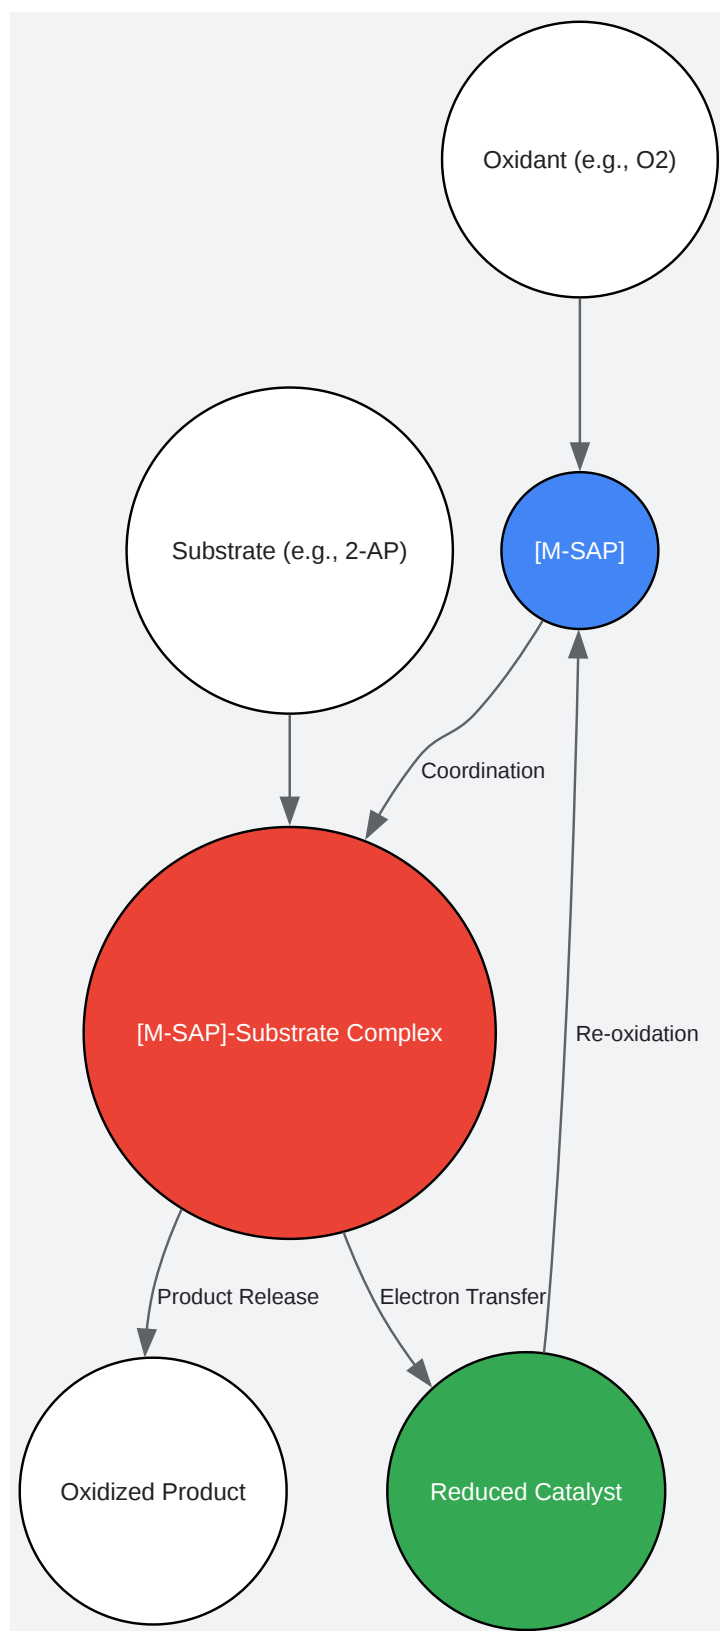 Oxidant (e.g., O2)
Substrate (e.g., 2-AP)
[M-SAP]
Coordination
[M-SAP]-Substrate Complex
Re-oxidation
Product Release
Electron Transfer
Oxidized Product
Reduced Catalyst